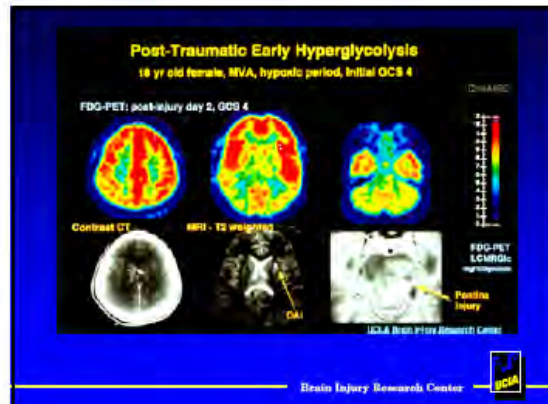 Post-Traumatic Early Hyperglycolysis
18 yr old female, MVA, hypoxic period, initial GCS 4
FDG-PET: post-injury day 2, GCS 4
Contrast CT
MRI - T2 weighted
FDG-PET
LCMRGlc
DAI
Pontine
Injury
UCLA Brain Injury Research Center
Brain Injury Research Center
UCLA